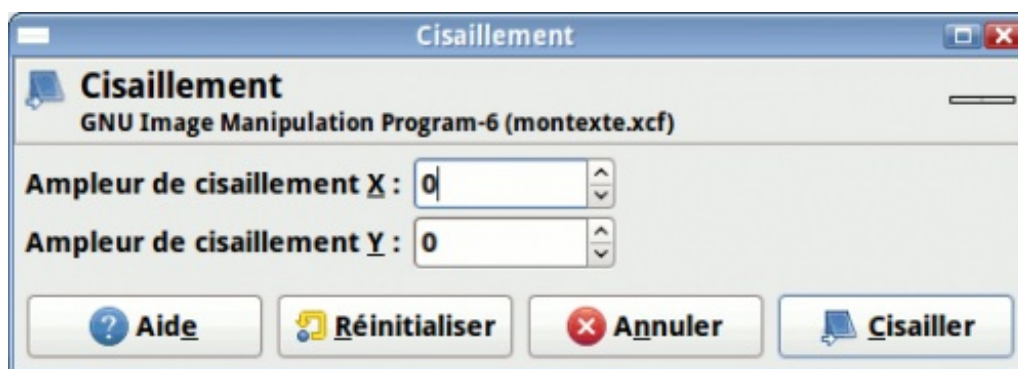 Cisaillement
Cisaillement
GNU Image Manipulation Program-6 (montexte.xcf)
Ampleur de cisaillement X : 0
Ampleur de cisaillement Y : 0
Aide Réinitialiser Annuler Cisailler